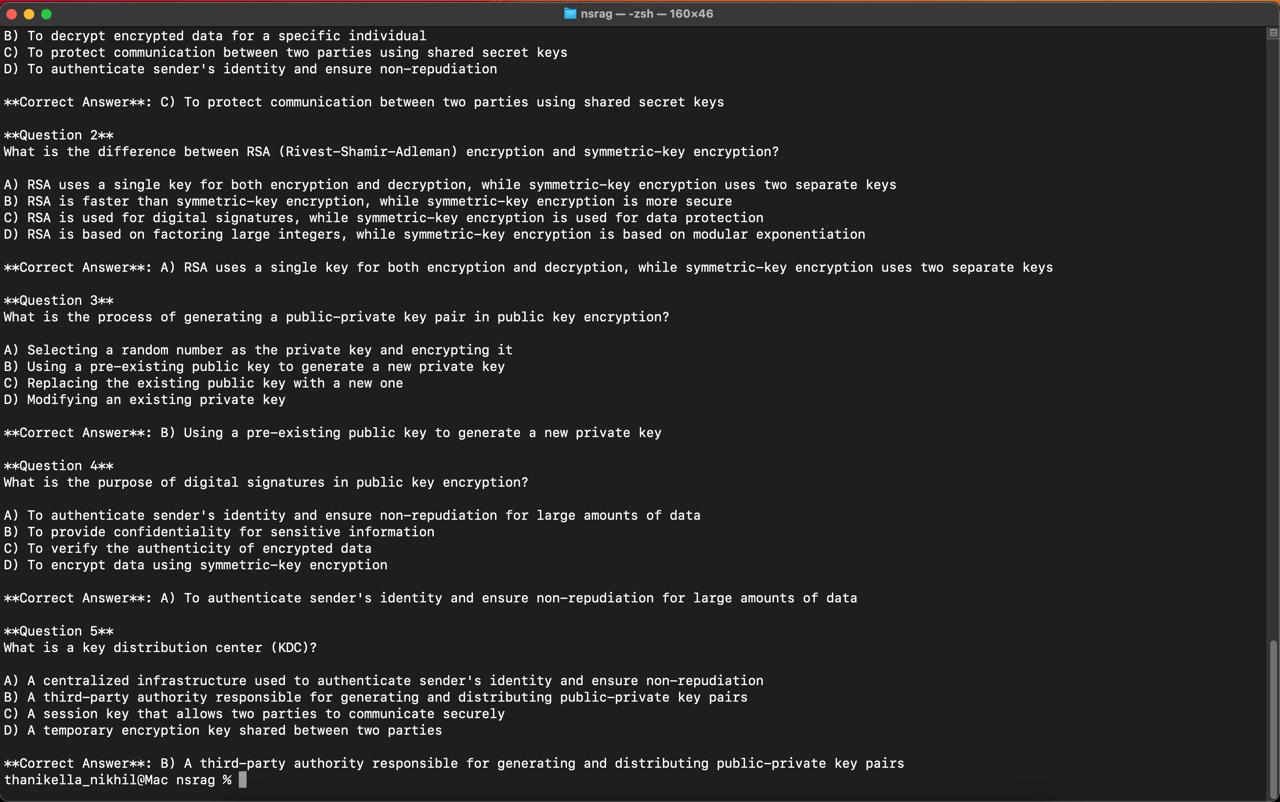 nsrag — -zsh — 160×46
B) To decrypt encrypted data for a specific individual
C) To protect communication between two parties using shared secret keys
D) To authenticate sender's identity and ensure non-repudiation
**Correct Answer**: C) To protect communication between two parties using shared secret keys
**Question 2**
What is the difference between RSA (Rivest-Shamir-Adleman) encryption and symmetric-key encryption?
A) RSA uses a single key for both encryption and decryption, while symmetric-key encryption uses two separate keys
B) RSA is faster than symmetric-key encryption, while symmetric-key encryption is more secure
C) RSA is used for digital signatures, while symmetric-key encryption is used for data protection
D) RSA is based on factoring large integers, while symmetric-key encryption is based on modular exponentiation
**Correct Answer**: A) RSA uses a single key for both encryption and decryption, while symmetric-key encryption uses two separate keys
**Question 3**
What is the process of generating a public-private key pair in public key encryption?
A) Selecting a random number as the private key and encrypting it
B) Using a pre-existing public key to generate a new private key
C) Replacing the existing public key with a new one
D) Modifying an existing private key
**Correct Answer**: B) Using a pre-existing public key to generate a new private key
**Question 4**
What is the purpose of digital signatures in public key encryption?
A) To authenticate sender's identity and ensure non-repudiation for large amounts of data
B) To provide confidentiality for sensitive information
C) To verify the authenticity of encrypted data
D) To encrypt data using symmetric-key encryption
**Correct Answer**: A) To authenticate sender's identity and ensure non-repudiation for large amounts of data
**Question 5**
What is a key distribution center (KDC)?
A) A centralized infrastructure used to authenticate sender's identity and ensure non-repudiation
B) A third-party authority responsible for generating and distributing public-private key pairs
C) A session key that allows two parties to communicate securely
D) A temporary encryption key shared between two parties
**Correct Answer**: B) A third-party authority responsible for generating and distributing public-private key pairs
thanikella_nikhil@Mac nsrag %